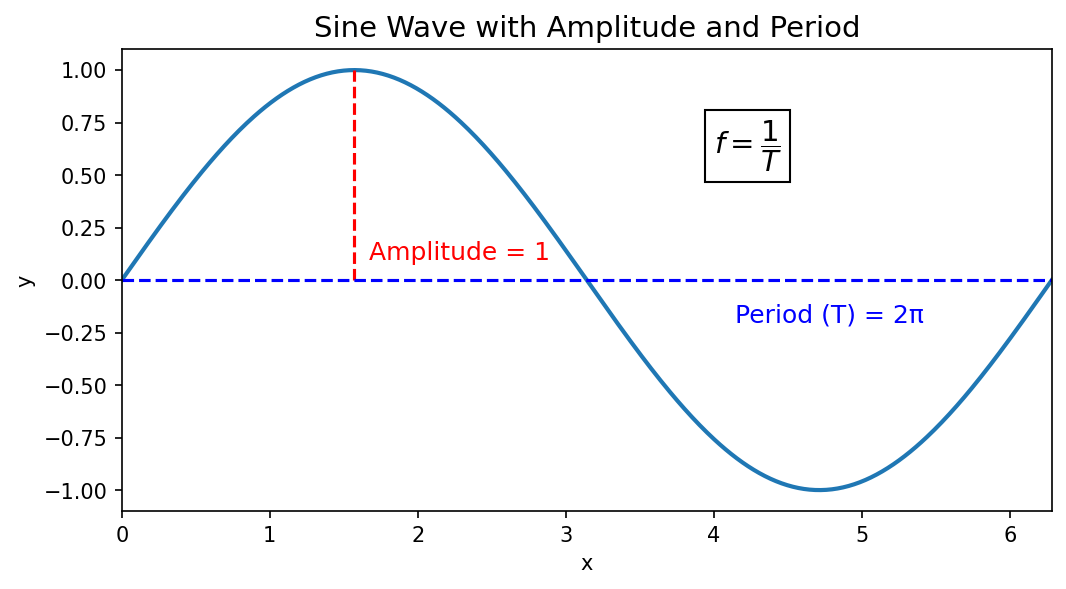 Sine Wave with Amplitude and Period
1.00
0.75
0.50
0.25
0.00
−0.25
−0.50
−0.75
−1.00
y
f = 1/T
Amplitude = 1
Period (T) = 2π
0 1 2 3 4 5 6
x